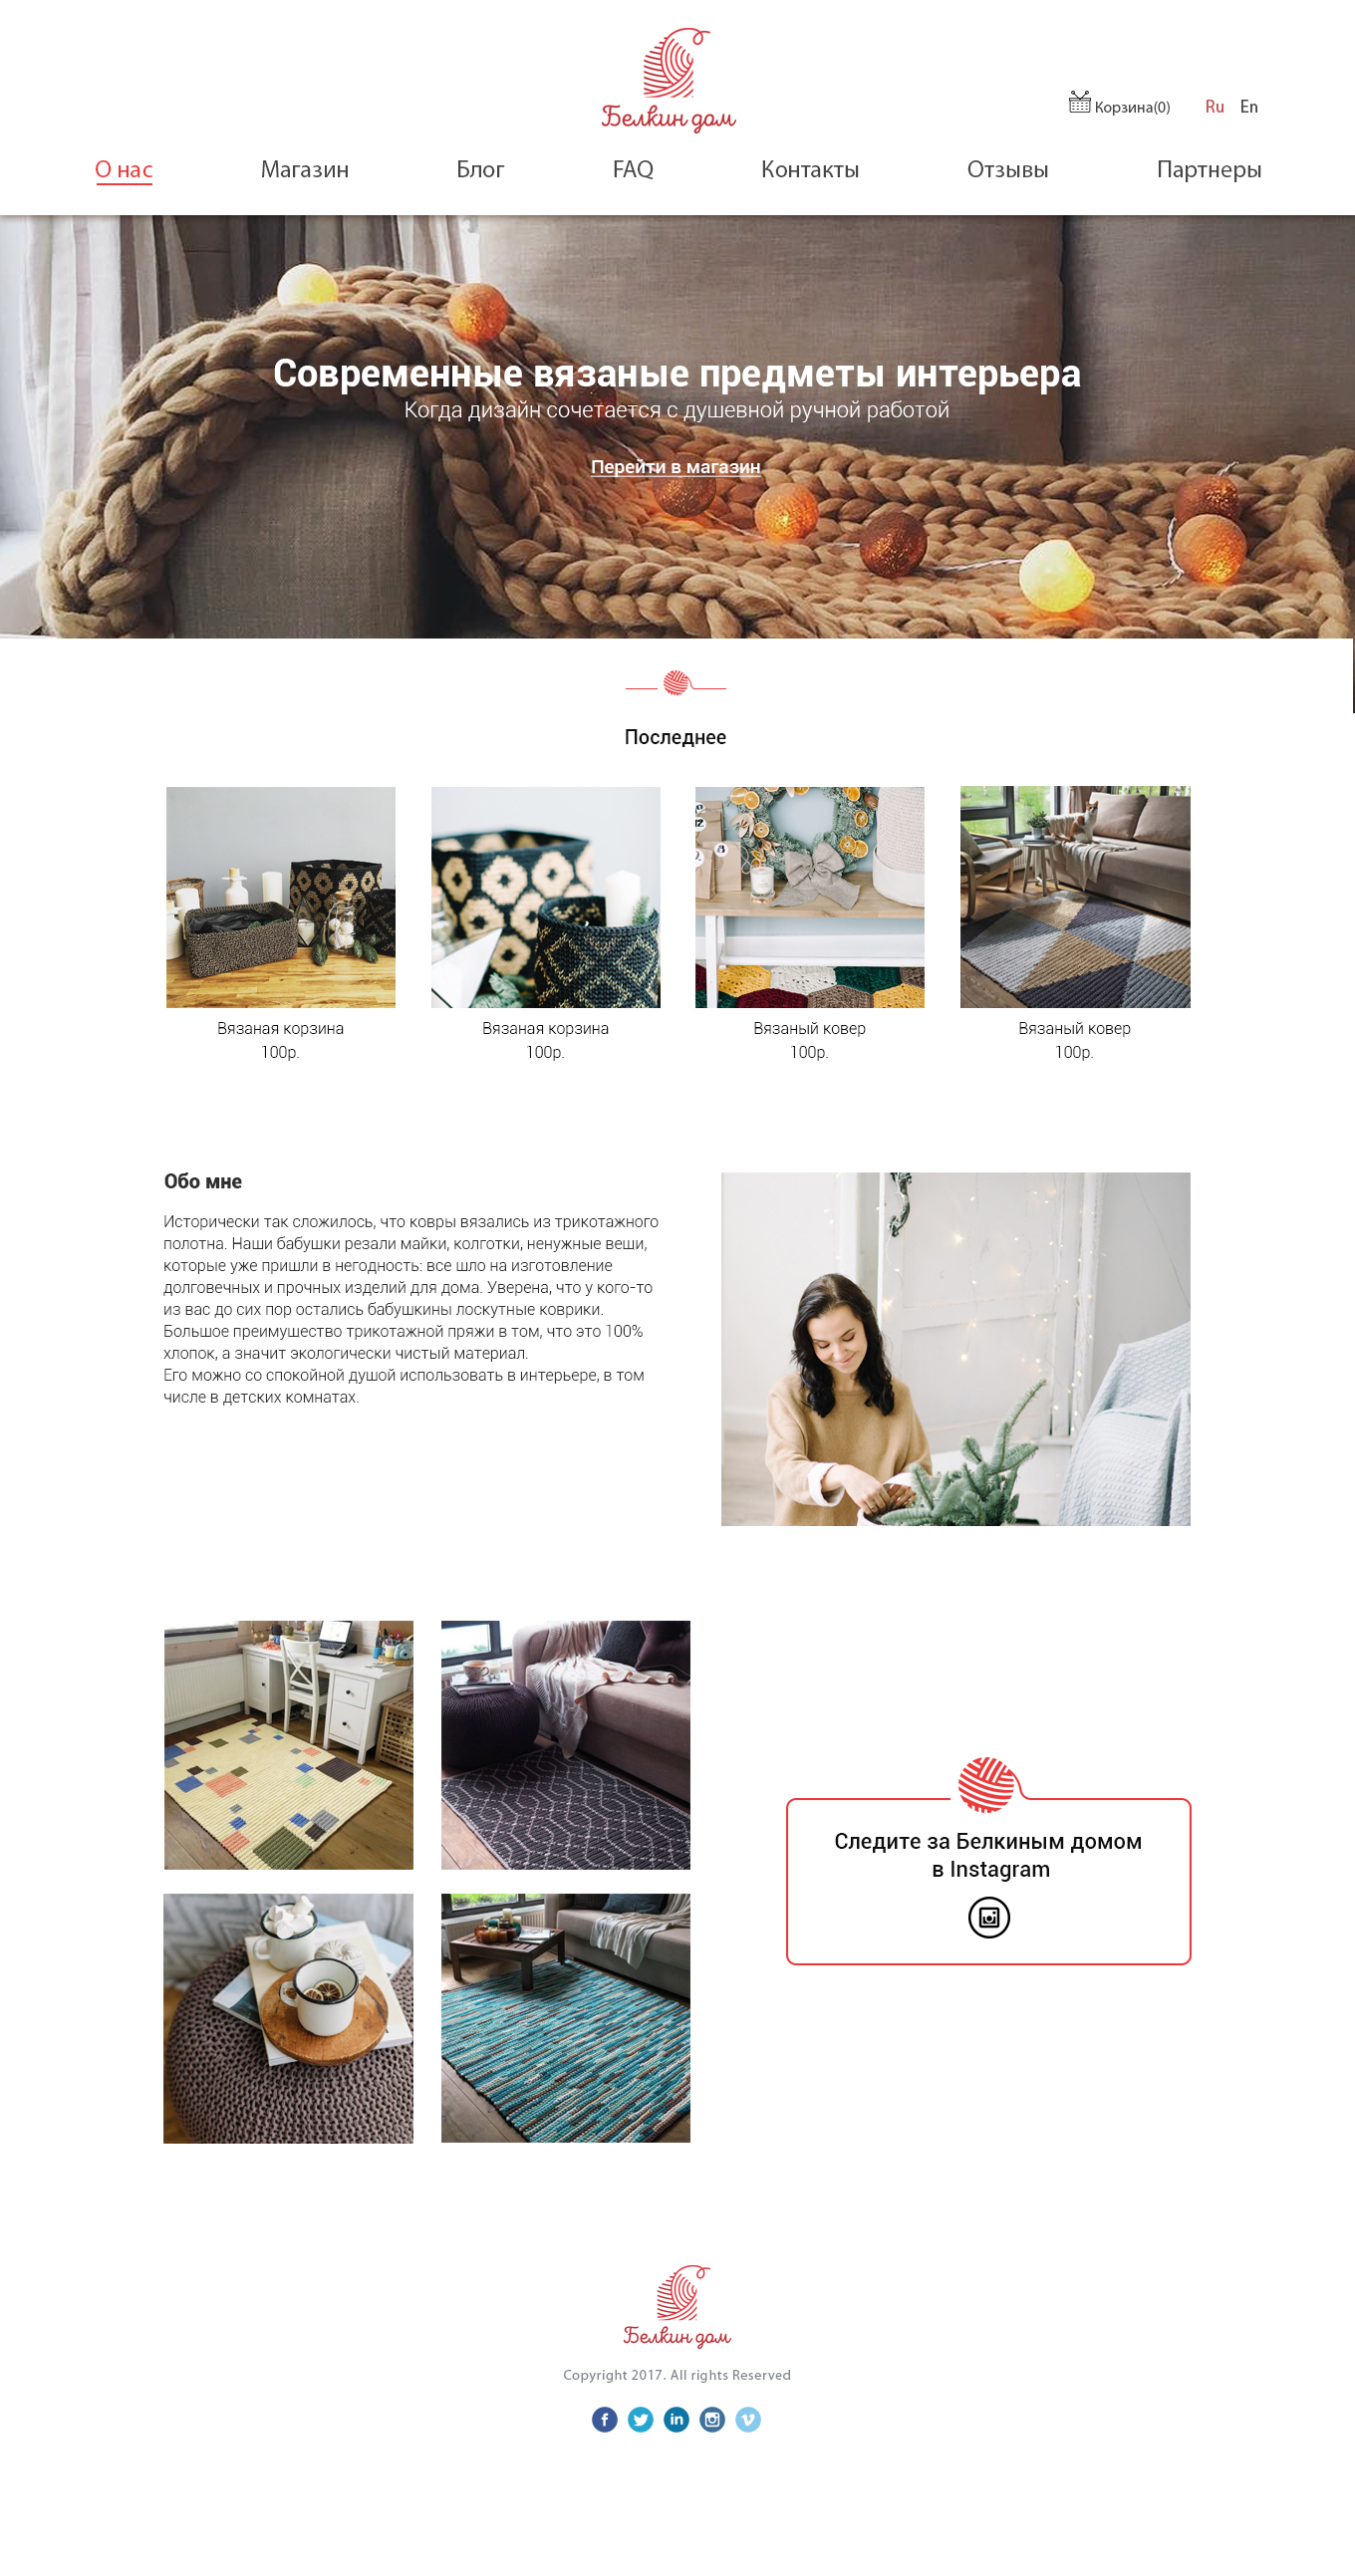 Белкин дом
Корзина(0) Ru En
О нас Магазин Блог FAQ Контакты Отзывы Партнеры
Современные вязаные предметы интерьера
Когда дизайн сочетается с душевной ручной работой
Перейти в магазин
Последнее
Вязаная корзина
100р.
Вязаная корзина
100р.
Вязаный ковер
100р.
Вязаный ковер
100р.
Обо мне
Исторически так сложилось, что ковры вязались из трикотажного
полотна. Наши бабушки резали майки, колготки, ненужные вещи,
которые уже пришли в негодность: все шло на изготовление
долговечных и прочных изделий для дома. Уверена, что у кого-то
из вас до сих пор остались бабушкины лоскутные коврики.
Большое преимущество трикотажной пряжи в том, что это 100%
хлопок, а значит экологически чистый материал.
Его можно со спокойной душой использовать в интерьере, в том
числе в детских комнатах.
Следите за Белкиным домом
в Instagram
Белкин дом
Copyright 2017. All rights Reserved